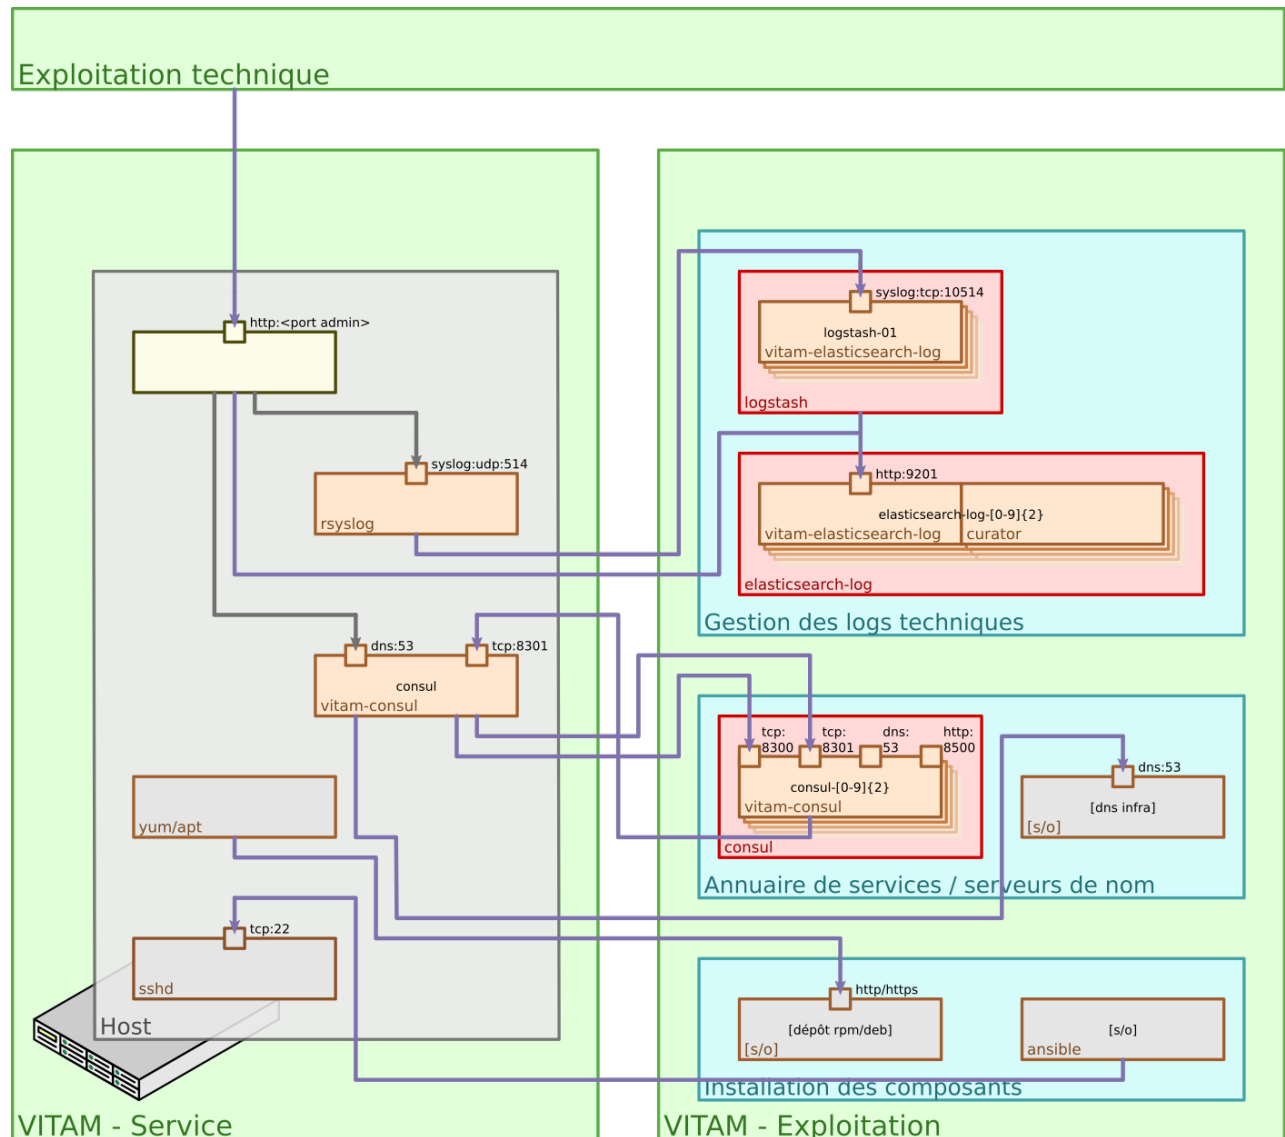 Exploitation technique
http:<port admin>
syslog:udp:514
rsyslog
dns:53
tcp:8301
consul
vitam-consul
yum/apt
tcp:22
sshd
Host
VITAM - Service
syslog:tcp:10514
logstash-01
vitam-elasticsearch-log
logstash
http:9201
elasticsearch-log-[0-9]{2}
vitam-elasticsearch-log
curator
elasticsearch-log
Gestion des logs techniques
tcp:
8300
tcp:
8301
dns:
53
http:
8500
consul-[0-9]{2}
vitam-consul
consul
dns:53
[dns infra]
[s/o]
Annuaire de services / serveurs de nom
http/https
[dépôt rpm/deb]
[s/o]
[s/o]
ansible
Installation des composants
VITAM - Exploitation